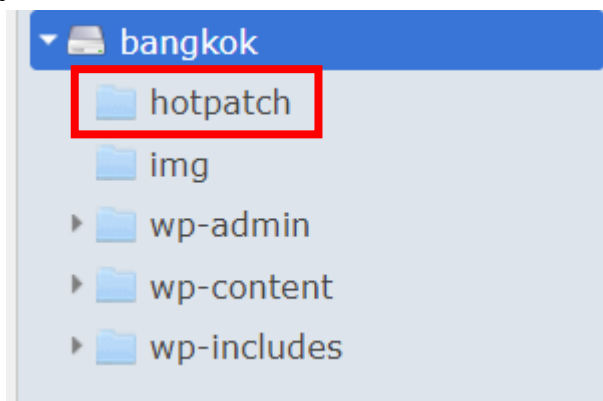 bangkok
hotpatch
img
wp-admin
wp-content
wp-includes